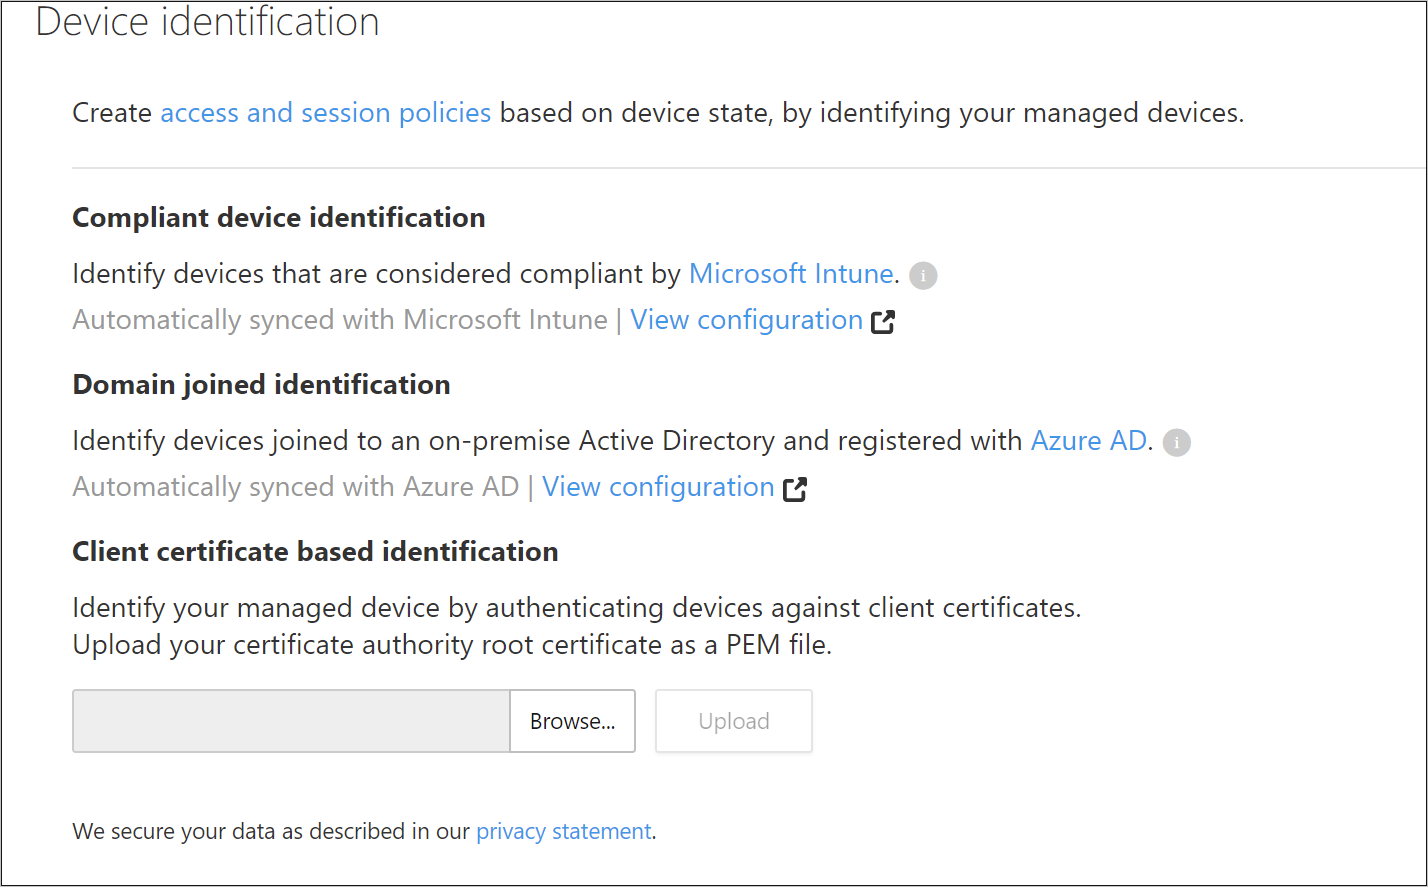 Device identification
Create access and session policies based on device state, by identifying your managed devices.
Compliant device identification
Identify devices that are considered compliant by Microsoft Intune. i
Automatically synced with Microsoft Intune | View configuration
Domain joined identification
Identify devices joined to an on-premise Active Directory and registered with Azure AD. i
Automatically synced with Azure AD | View configuration
Client certificate based identification
Identify your managed device by authenticating devices against client certificates.
Upload your certificate authority root certificate as a PEM file.
Browse... Upload
We secure your data as described in our privacy statement.